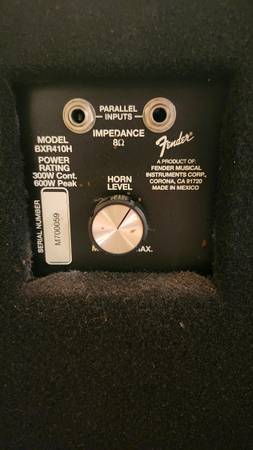 PARALLEL
INPUTS
MODEL
BXR410H
IMPEDANCE
8Ω
Fender®
POWER
RATING
300W Cont.
600W Peak
A PRODUCT OF:
FENDER MUSICAL
INSTRUMENTS CORP.
CORONA, CA 91720
MADE IN MEXICO
HORN
LEVEL
SERIAL NUMBER
M700059
MAX.